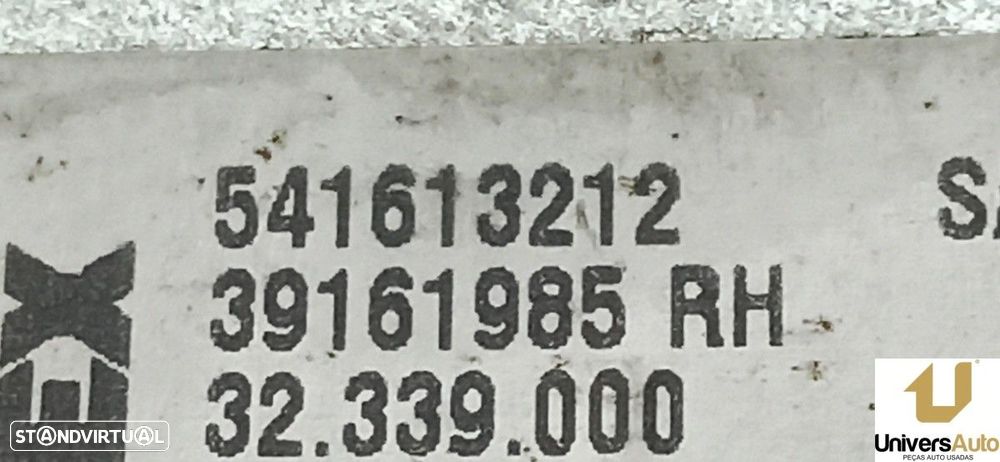 541613212
39161985 RH
32.339.000
STANDVIRTUAL
UniversAuto
PEÇAS AUTO USADAS